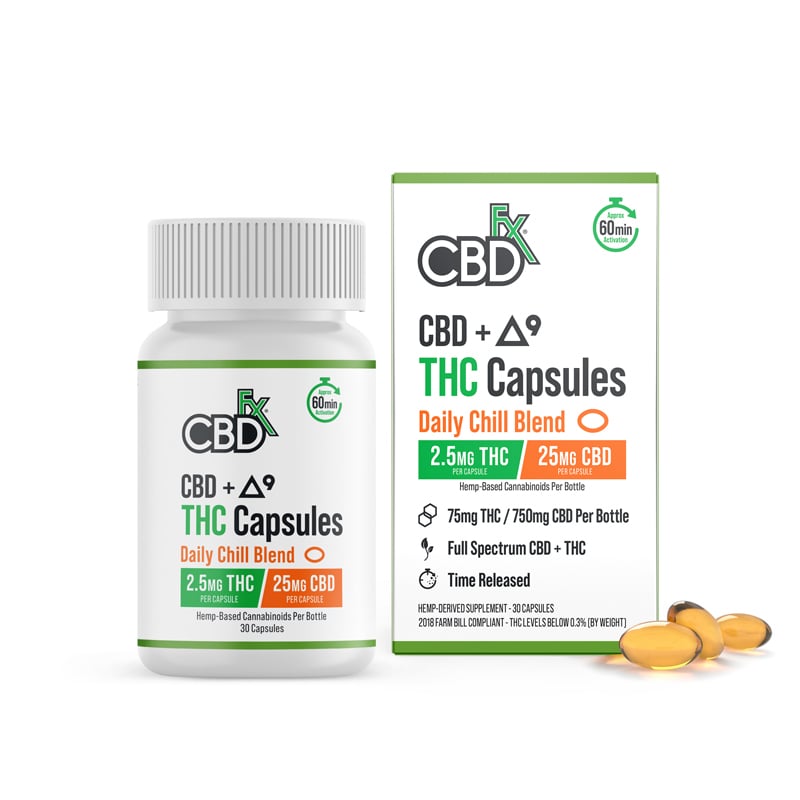 CBDFX®
Approx
60min
Activation
CBD + Δ9
THC Capsules
Daily Chill Blend
2.5MG THC
PER CAPSULE
25MG CBD
PER CAPSULE
Hemp-Based Cannabinoids Per Bottle
30 Capsules
CBDFX®
Approx
60min
Activation
CBD + Δ9
THC Capsules
Daily Chill Blend
2.5MG THC
PER CAPSULE
25MG CBD
PER CAPSULE
Hemp-Based Cannabinoids Per Bottle
75mg THC / 750mg CBD Per Bottle
Full Spectrum CBD + THC
Time Released
HEMP-DERIVED SUPPLEMENT - 30 CAPSULES
2018 FARM BILL COMPLIANT - THC LEVELS BELOW 0.3% [BY WEIGHT]